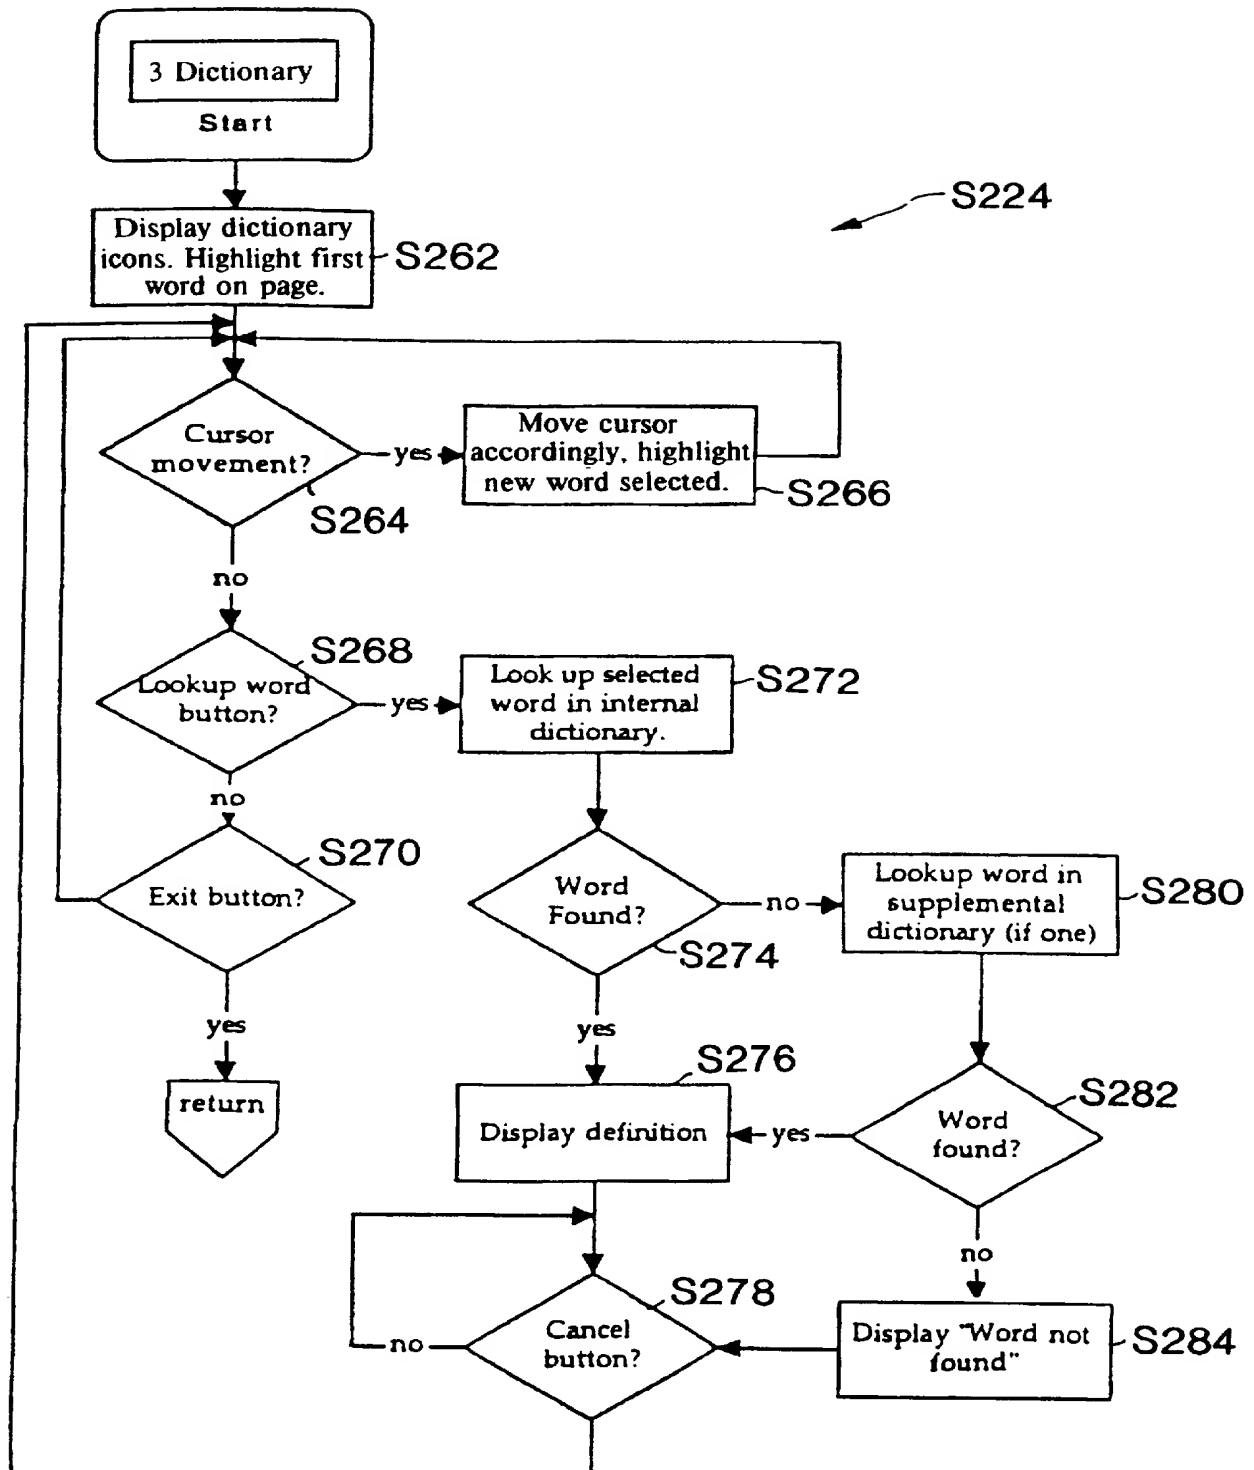 3 Dictionary
Start
S224
Display dictionary
icons. Highlight first
word on page.
S262
Cursor
movement?
S264
yes
Move cursor
accordingly, highlight
new word selected.
S266
no
Lookup word
button?
S268
yes
Look up selected
word in internal
dictionary.
S272
no
Exit button?
S270
yes
return
Word
Found?
S274
no
Lookup word in
supplemental
dictionary (if one)
S280
yes
Display definition
S276
yes
Word
found?
S282
no
Cancel
button?
S278
no
Display "Word not
found"
S284